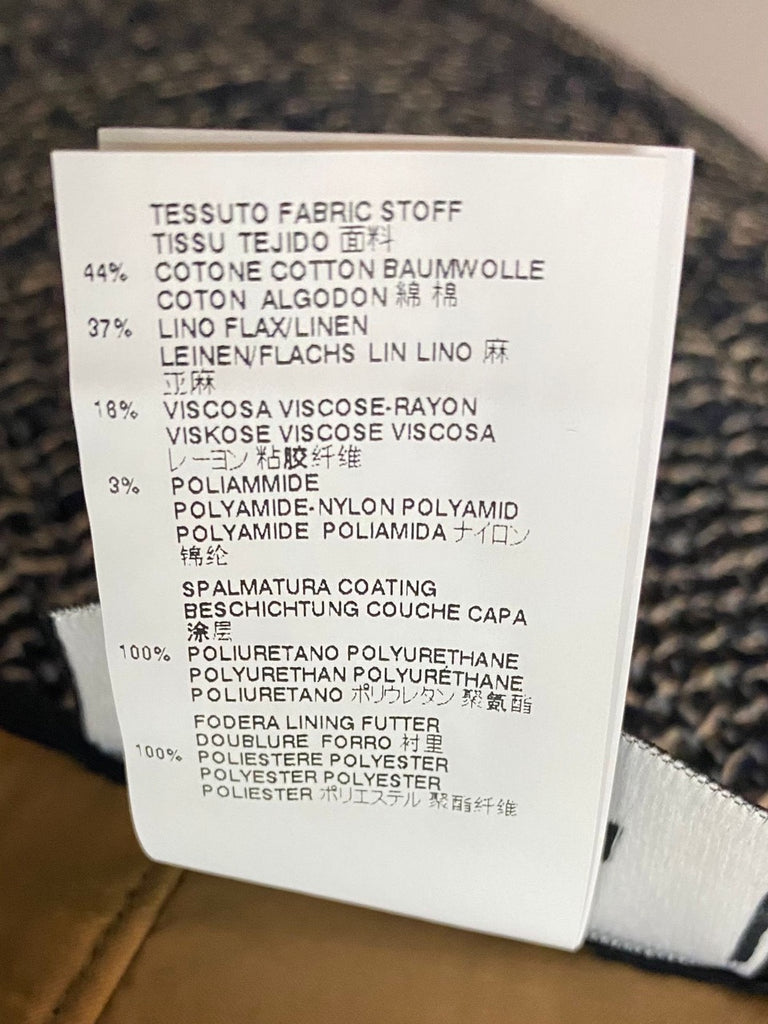 TESSUTO FABRIC STOFF
TISSU TEJIDO 面料
44% COTONE COTTON BAUMWOLLE
COTON ALGODON 綿 棉
37% LINO FLAX/LINEN
LEINEN/FLACHS LIN LINO 麻
亚麻
16% VISCOSA VISCOSE-RAYON
VISKOSE VISCOSE VISCOSA
レーヨン 粘胶纤维
3% POLIAMMIDE
POLYAMIDE-NYLON POLYAMID
POLYAMIDE POLIAMIDA ナイロン
锦纶
SPALMATURA COATING
BESCHICHTUNG COUCHE CAPA
涂层
100% POLIURETANO POLYURETHANE
POLYURETHAN POLYURÉTHANE
POLIURETANO ポリウレタン 聚氨酯
FODERA LINING FUTTER
DOUBLURE FORRO 衬里
100% POLIESTERE POLYESTER
POLYESTER POLYESTER
POLIESTER ポリエステル 聚酯纤维